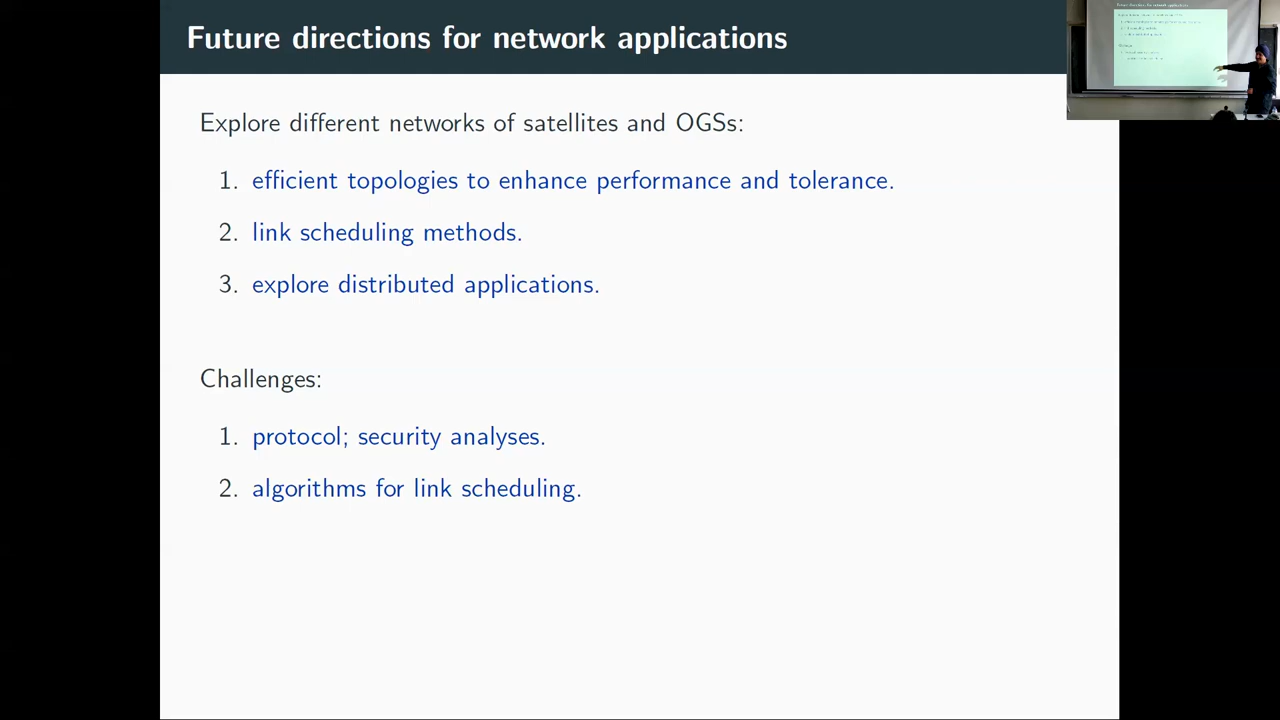 Future directions for network applications
Explore different networks of satellites and OGSs:
1. efficient topologies to enhance performance and tolerance.
2. link scheduling methods.
3. explore distributed applications.
Challenges:
1. protocol; security analyses.
2. algorithms for link scheduling.